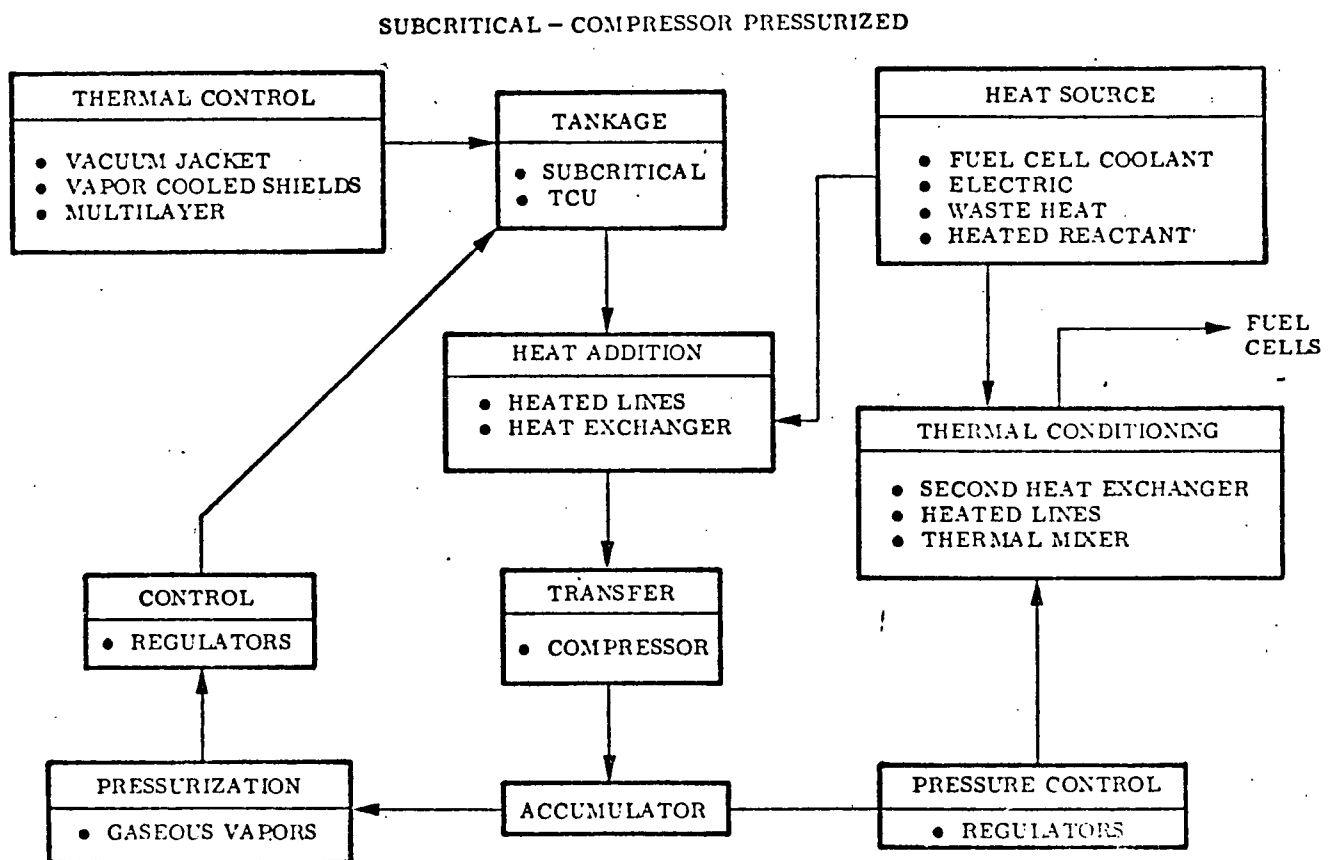 SUBCRITICAL – COMPRESSOR PRESSURIZED
THERMAL CONTROL
• VACUUM JACKET
• VAPOR COOLED SHIELDS
• MULTILAYER
TANKAGE
• SUBCRITICAL
• TCU
HEAT SOURCE
• FUEL CELL COOLANT
• ELECTRIC
• WASTE HEAT
• HEATED REACTANT
FUEL
CELLS
HEAT ADDITION
• HEATED LINES
• HEAT EXCHANGER
THERMAL CONDITIONING
• SECOND HEAT EXCHANGER
• HEATED LINES
• THERMAL MIXER
CONTROL
• REGULATORS
TRANSFER
• COMPRESSOR
PRESSURIZATION
• GASEOUS VAPORS
ACCUMULATOR
PRESSURE CONTROL
• REGULATORS